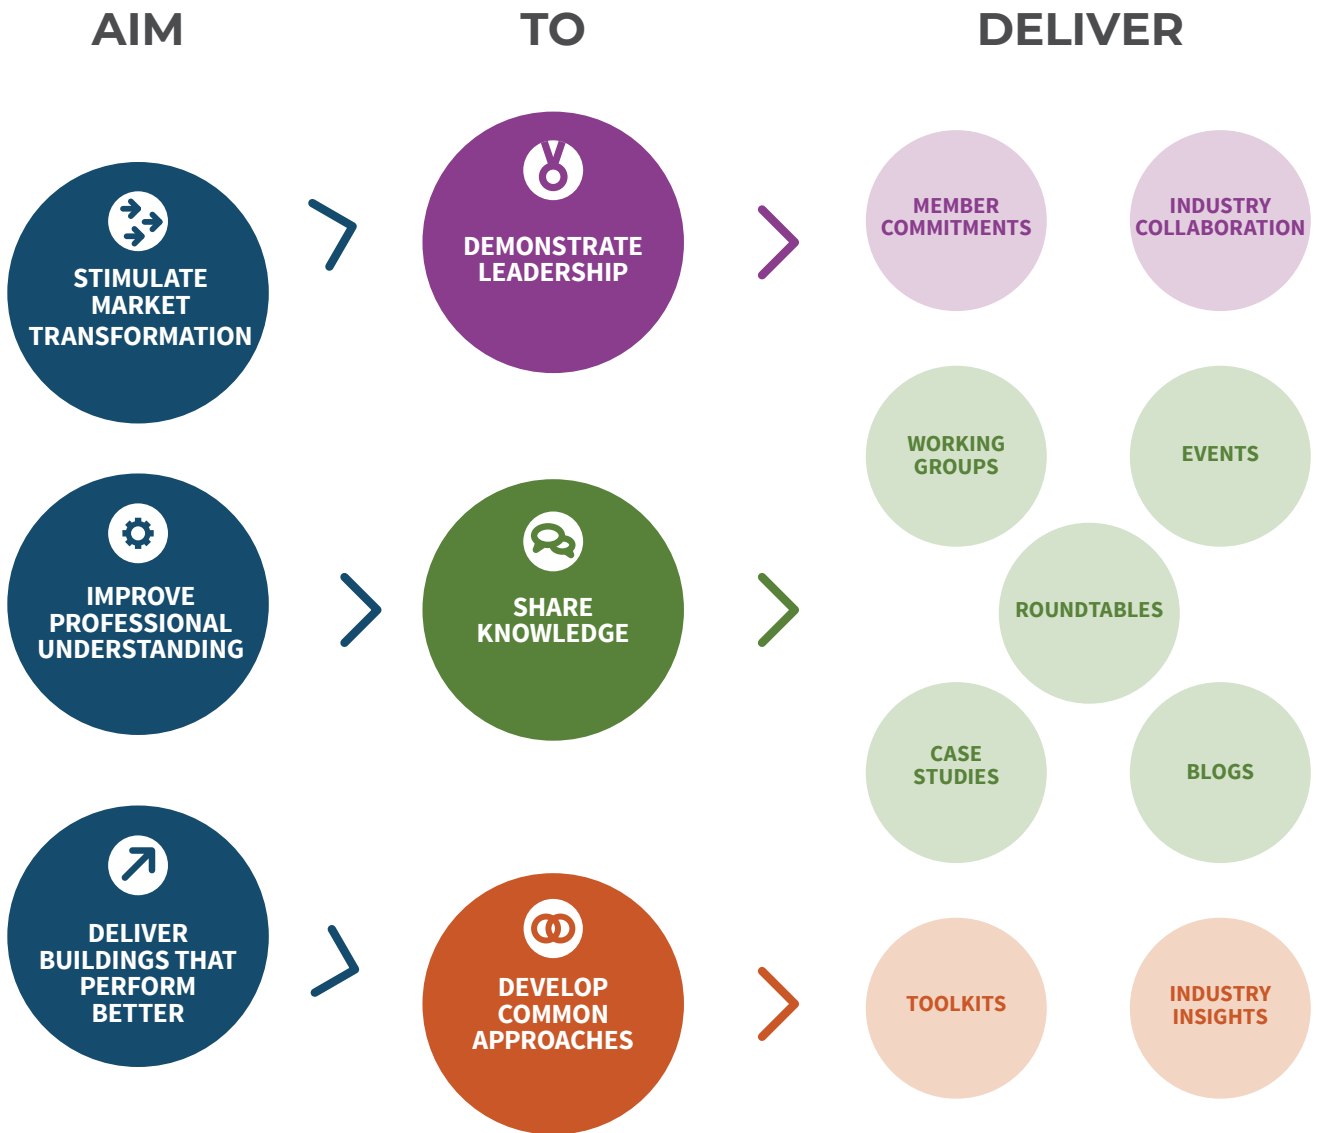 AIM
TO
DELIVER
STIMULATE
MARKET
TRANSFORMATION
DEMONSTRATE
LEADERSHIP
MEMBER
COMMITMENTS
INDUSTRY
COLLABORATION
IMPROVE
PROFESSIONAL
UNDERSTANDING
SHARE
KNOWLEDGE
WORKING
GROUPS
EVENTS
ROUNDTABLES
CASE
STUDIES
BLOGS
DELIVER
BUILDINGS THAT
PERFORM
BETTER
DEVELOP
COMMON
APPROACHES
TOOLKITS
INDUSTRY
INSIGHTS